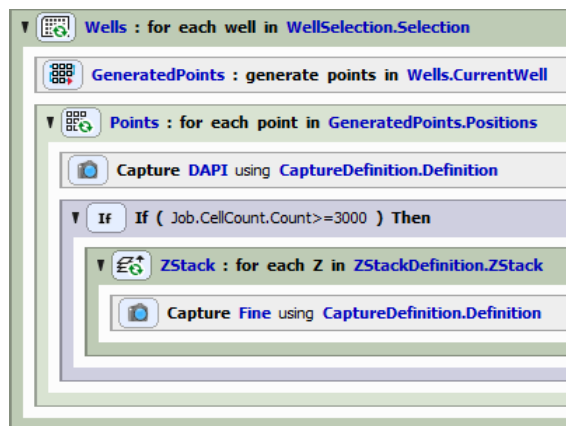 Wells : for each well in WellSelection.Selection
GeneratedPoints : generate points in Wells.CurrentWell
Points : for each point in GeneratedPoints.Positions
Capture DAPI using CaptureDefinition.Definition
If If ( Job.CellCount.Count>=3000 ) Then
ZStack : for each Z in ZStackDefinition.ZStack
Capture Fine using CaptureDefinition.Definition